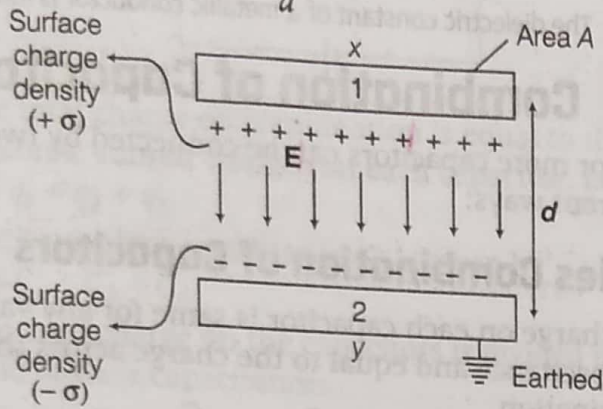 d
Surface
charge
density
(+ σ)
x
Area A
1
+ + + + + + + + + +
E
d
– – – – – – – – –
Surface
charge
density
(– σ)
2
y
Earthed